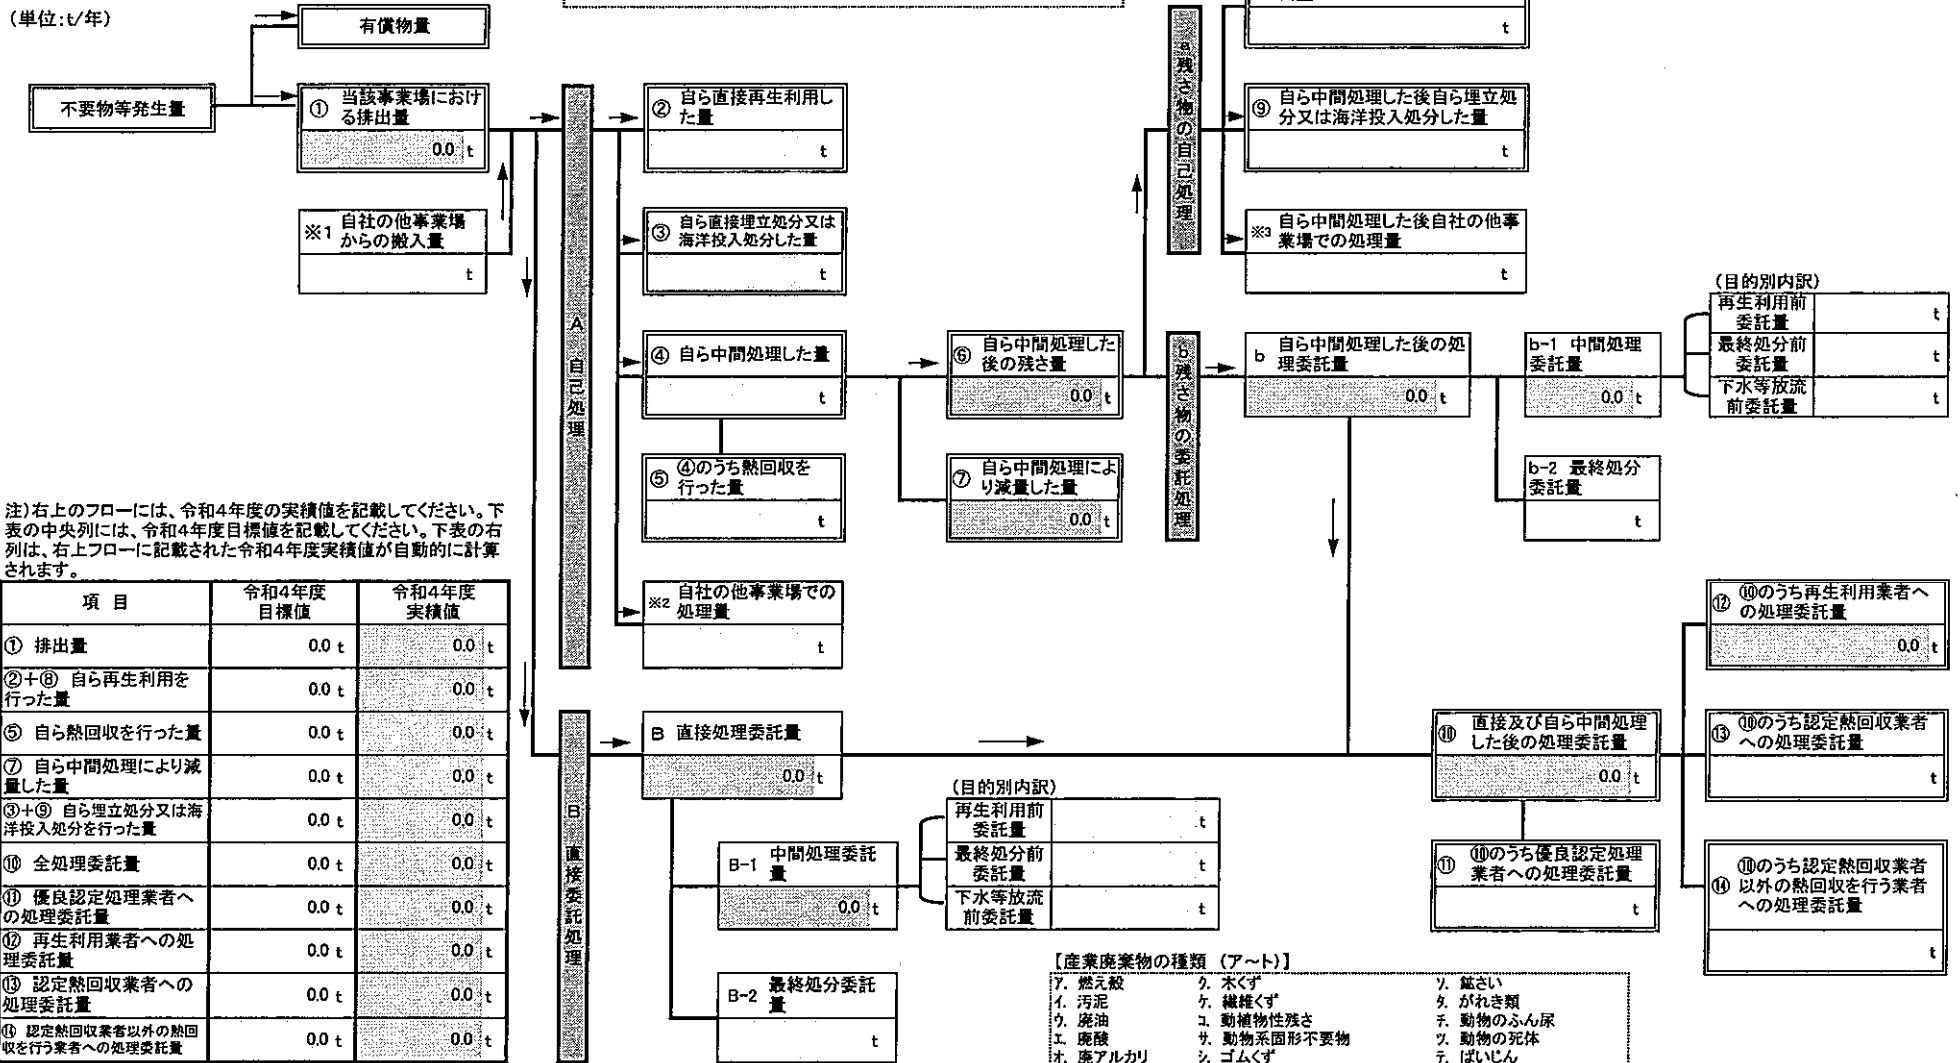 (単位:t/年)
有償物量
不要物等発生量
① 当該事業場におけ
る排出量
0.0 t
※1 自社の他事業場
からの搬入量
t
A 自己処理
② 自ら直接再生利用し
た量
t
③ 自ら直接埋立処分又は
海洋投入処分した量
t
④ 自ら中間処理した量
t
⑤ ④のうち熱回収を
行った量
t
※2 自社の他事業場での
処理量
t
⑥ 自ら中間処理した
後の残さ量
0.0 t
⑦ 自ら中間処理によ
り減量した量
0.0 t
a 残さ物の自己処理
t
⑨ 自ら中間処理した後自ら埋立処
分又は海洋投入処分した量
t
※3 自ら中間処理した後自社の他事
業場での処理量
t
b 残さ物の委託処理
b 自ら中間処理した後の処
理委託量
0.0 t
b-1 中間処理
委託量
0.0 t
b-2 最終処分
委託量
t
(目的別内訳)
再生利用前
委託量
t
最終処分前
委託量
t
下水等放流
前委託量
t
注)右上のフローには、令和4年度の実績値を記載してください。下
表の中央列には、令和4年度目標値を記載してください。下表の右
列は、右上フローに記載された令和4年度実績値が自動的に計算
されます。
項 目
令和4年度
目標値
令和4年度
実績値
① 排出量
0.0 t
0.0 t
②+⑧ 自ら再生利用を
行った量
0.0 t
0.0 t
⑤ 自ら熱回収を行った量
0.0 t
0.0 t
⑦ 自ら中間処理により減
量した量
0.0 t
0.0 t
③+⑨ 自ら埋立処分又は海
洋投入処分を行った量
0.0 t
0.0 t
⑩ 全処理委託量
0.0 t
0.0 t
⑪ 優良認定処理業者へ
の処理委託量
0.0 t
0.0 t
⑫ 再生利用業者への処
理委託量
0.0 t
0.0 t
⑬ 認定熱回収業者への
処理委託量
0.0 t
0.0 t
⑭ 認定熱回収業者以外の熱回
収を行う業者への処理委託量
0.0 t
0.0 t
B 直接委託処理
B 直接処理委託量
0.0 t
B-1 中間処理委託
量
0.0 t
B-2 最終処分委託
量
t
(目的別内訳)
再生利用前
委託量
t
最終処分前
委託量
t
下水等放流
前委託量
t
⑩ 直接及び自ら中間処理
した後の処理委託量
0.0 t
⑪ ⑩のうち優良認定処理
業者への処理委託量
t
⑫ ⑩のうち再生利用業者へ
の処理委託量
0.0 t
⑬ ⑩のうち認定熱回収業者
への処理委託量
t
⑭ ⑩のうち認定熱回収業者
以外の熱回収を行う業者
への処理委託量
t
【産業廃棄物の種類 (ア~ト)】
ア. 燃え殻
イ. 汚泥
ウ. 廃油
エ. 廃酸
オ. 廃アルカリ
ク. 木くず
ケ. 繊維くず
コ. 動植物性残さ
サ. 動物系固形不要物
シ. ゴムくず
ソ. 鉱さい
タ. がれき類
チ. 動物のふん尿
ツ. 動物の死体
テ. ばいじん